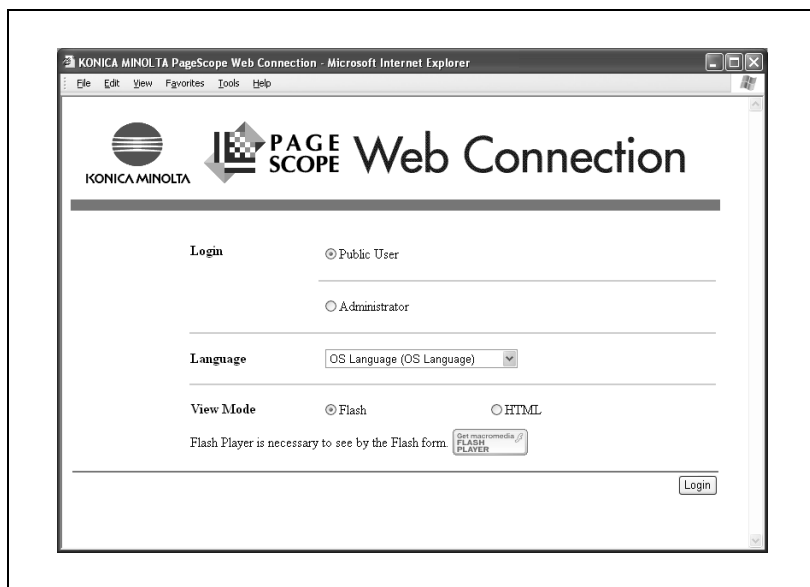 KONICA MINOLTA PageScope Web Connection - Microsoft Internet Explorer
File Edit View Favorites Tools Help
KONICA MINOLTA
PAGE SCOPE Web Connection
Login Public User
Administrator
Language OS Language (OS Language)
View Mode Flash HTML
Flash Player is necessary to see by the Flash form. Get macromedia FLASH PLAYER
Login